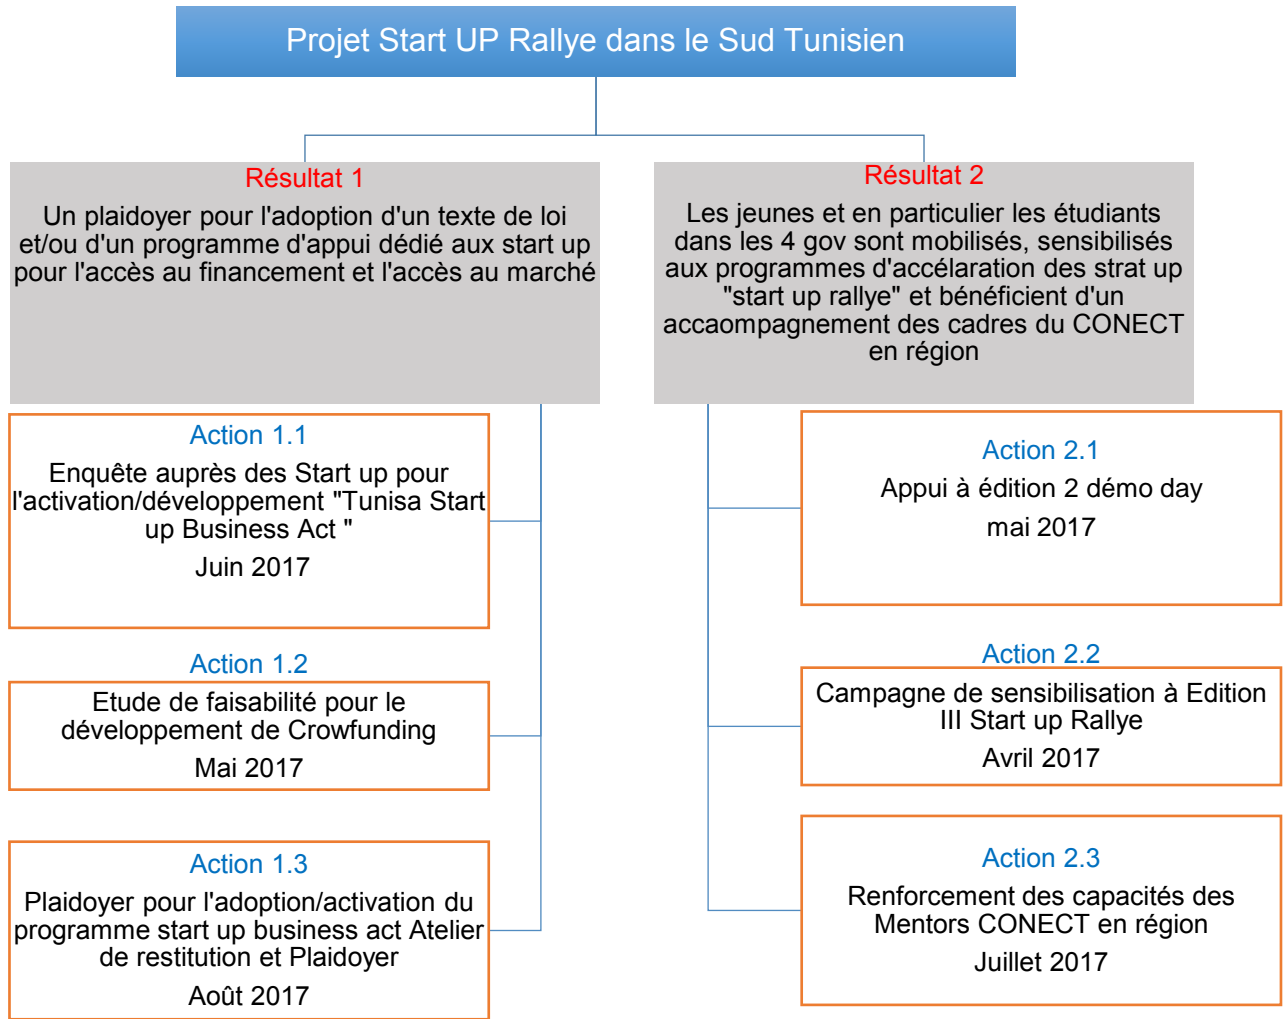 Projet Start UP Rallye dans le Sud Tunisien
Résultat 1
Un plaidoyer pour l'adoption d'un texte de loi
et/ou d'un programme d'appui dédié aux start up
pour l'accès au financement et l'accès au marché
Résultat 2
Les jeunes et en particulier les étudiants
dans les 4 gov sont mobilisés, sensibilisés
aux programmes d'accélaration des strat up
"start up rallye" et bénéficient d'un
accaompagnement des cadres du CONECT
en région
Action 1.1
Enquête auprès des Start up pour
l'activation/développement "Tunisa Start
up Business Act "
Juin 2017
Action 1.2
Etude de faisabilité pour le
développement de Crowfunding
Mai 2017
Action 1.3
Plaidoyer pour l'adoption/activation du
programme start up business act Atelier
de restitution et Plaidoyer
Août 2017
Action 2.1
Appui à édition 2 démo day
mai 2017
Action 2.2
Campagne de sensibilisation à Edition
III Start up Rallye
Avril 2017
Action 2.3
Renforcement des capacités des
Mentors CONECT en région
Juillet 2017